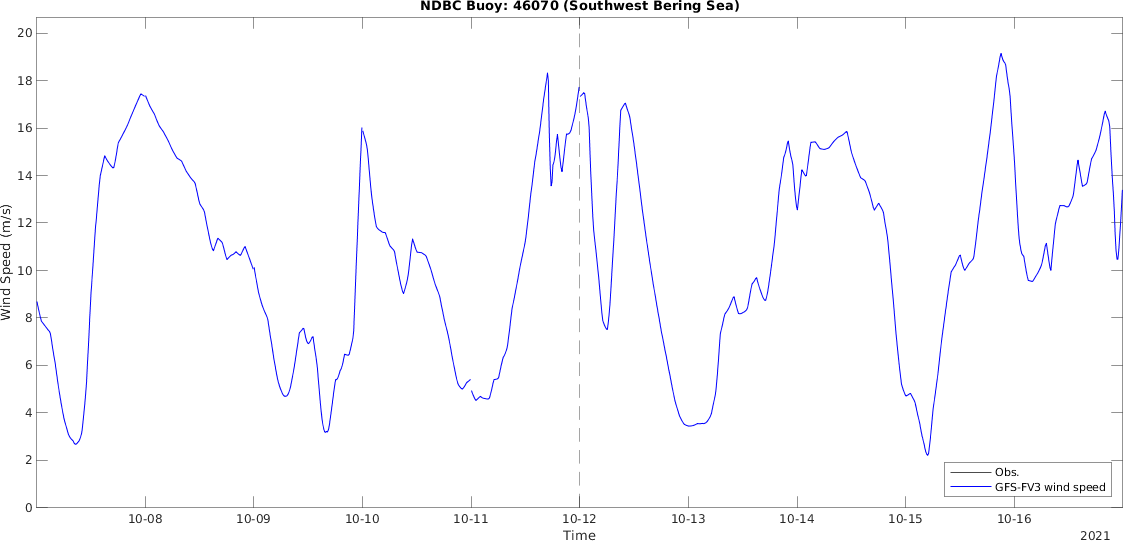 NDBC Buoy: 46070 (Southwest Bering Sea)
20
18
16
14
12
10
8
6
4
2
0
Wind Speed (m/s)
10-08 10-09 10-10 10-11 10-12 10-13 10-14 10-15 10-16
Time
2021
Obs.
GFS-FV3 wind speed